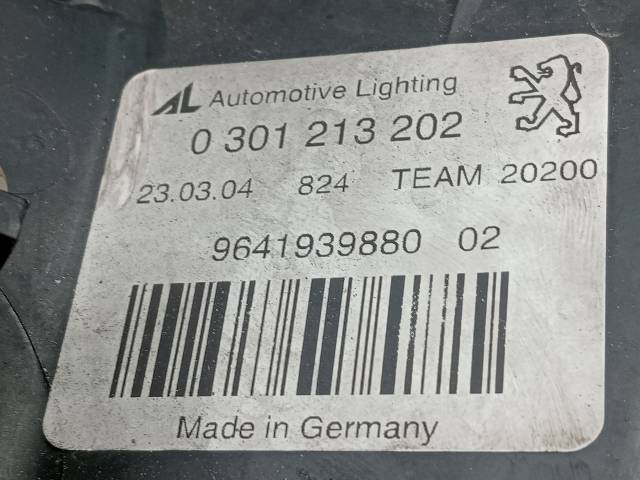 AL Automotive Lighting
0 301 213 202
23.03.04 824 TEAM 20200
9641939880 02
Made in Germany